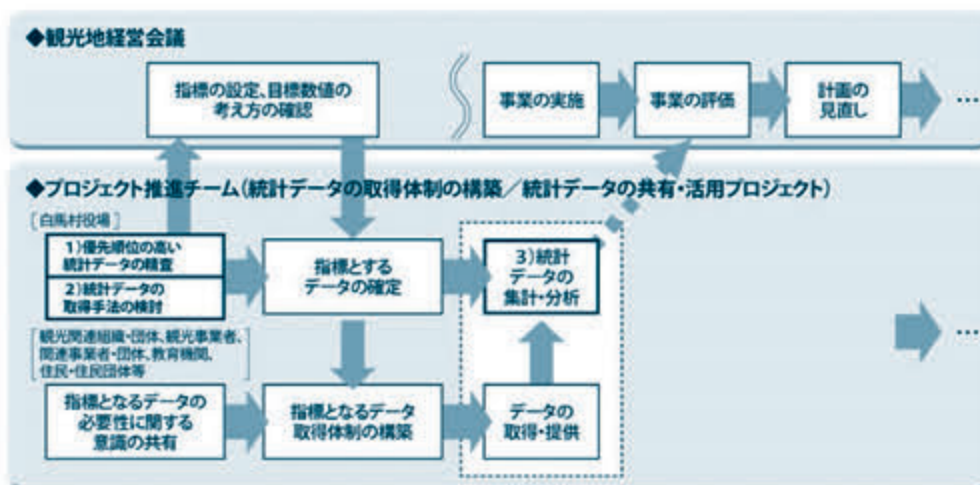 ◆観光地経営会議
指標の設定、目標数値の
考え方の確認
事業の実施
事業の評価
計画の
見直し
…
◆プロジェクト推進チーム(統計データの取得体制の構築／統計データの共有・活用プロジェクト)
[白馬村役場]
1)優先順位の高い
統計データの精査
2)統計データの
取得手法の検討
指標とする
データの確定
3)統計
データの
集計・分析
…
[観光関連組織・団体、観光事業者、
関連事業者・団体、教育機関、
住民・住民団体等]
指標となるデータの
必要性に関する
意識の共有
指標となるデータ
取得体制の構築
データの
取得・提供